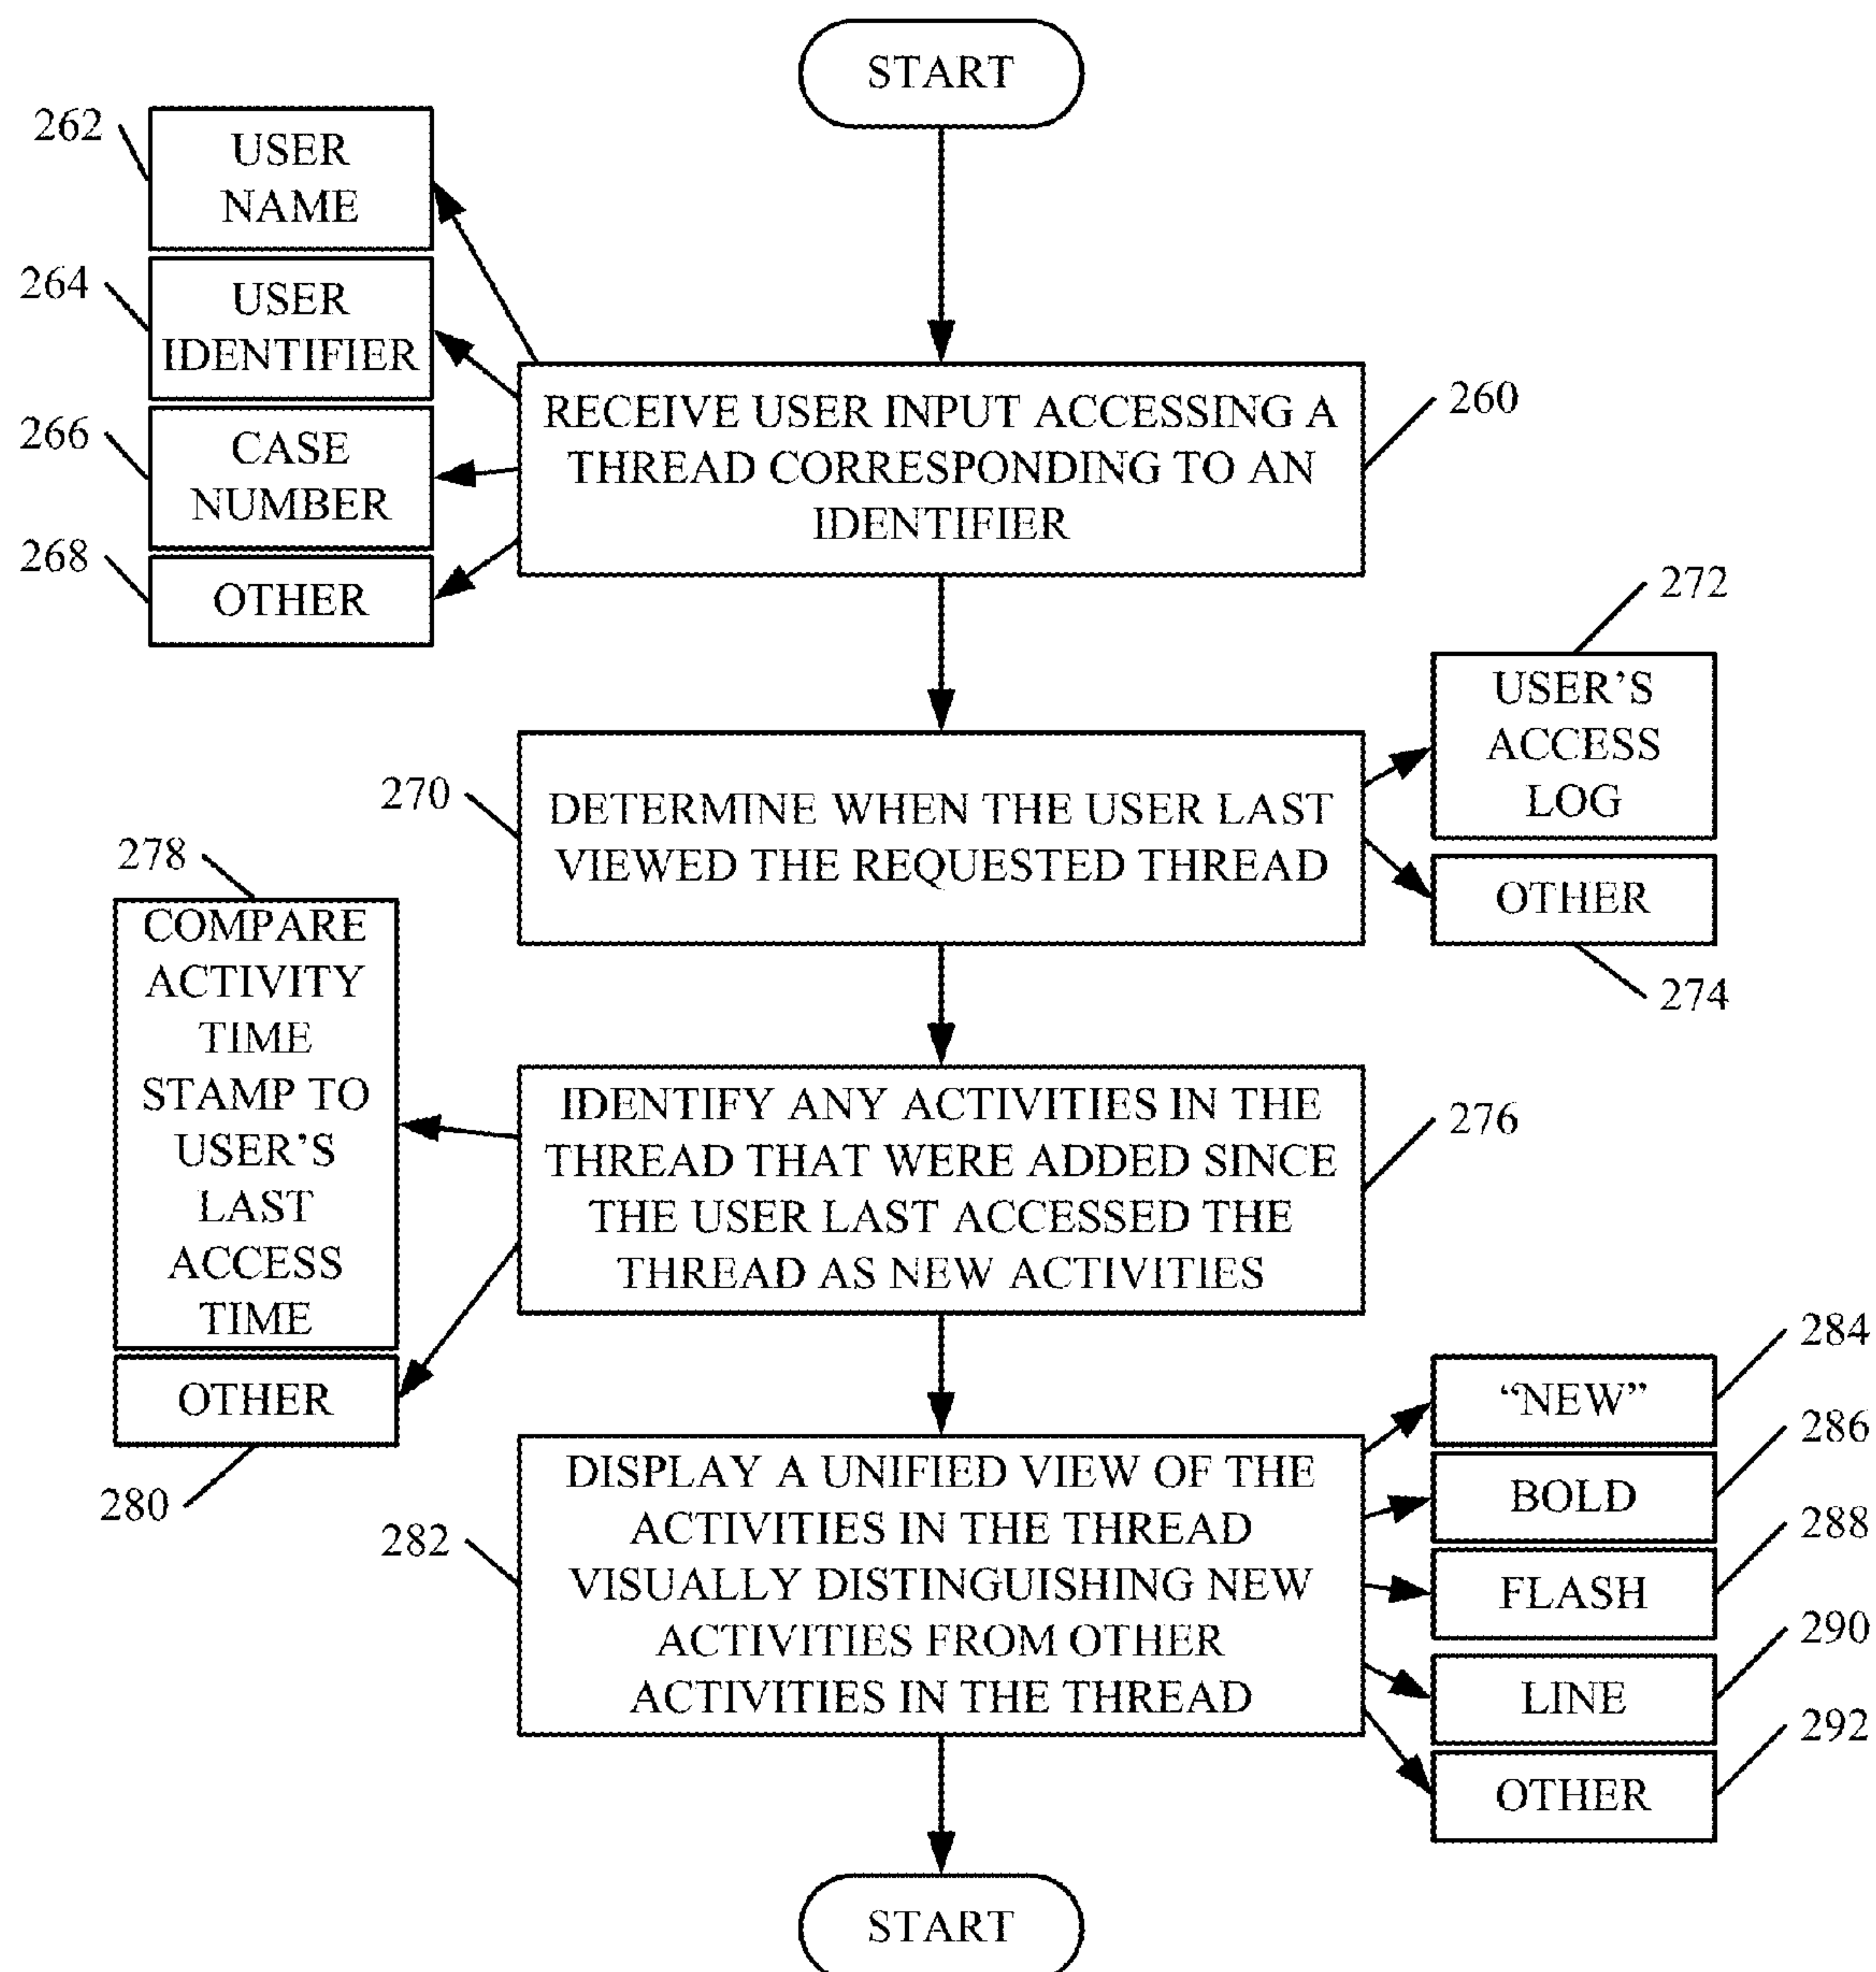 START
262
USER
NAME
264
USER
IDENTIFIER
266
CASE
NUMBER
268
OTHER
RECEIVE USER INPUT ACCESSING A
THREAD CORRESPONDING TO AN
IDENTIFIER
260
272
USER'S
ACCESS
LOG
270
DETERMINE WHEN THE USER LAST
VIEWED THE REQUESTED THREAD
OTHER
274
278
COMPARE
ACTIVITY
TIME
STAMP TO
USER'S
LAST
ACCESS
TIME
OTHER
280
IDENTIFY ANY ACTIVITIES IN THE
THREAD THAT WERE ADDED SINCE
THE USER LAST ACCESSED THE
THREAD AS NEW ACTIVITIES
276
282
DISPLAY A UNIFIED VIEW OF THE
ACTIVITIES IN THE THREAD
VISUALLY DISTINGUISHING NEW
ACTIVITIES FROM OTHER
ACTIVITIES IN THE THREAD
284
“NEW”
286
BOLD
288
FLASH
290
LINE
292
OTHER
START